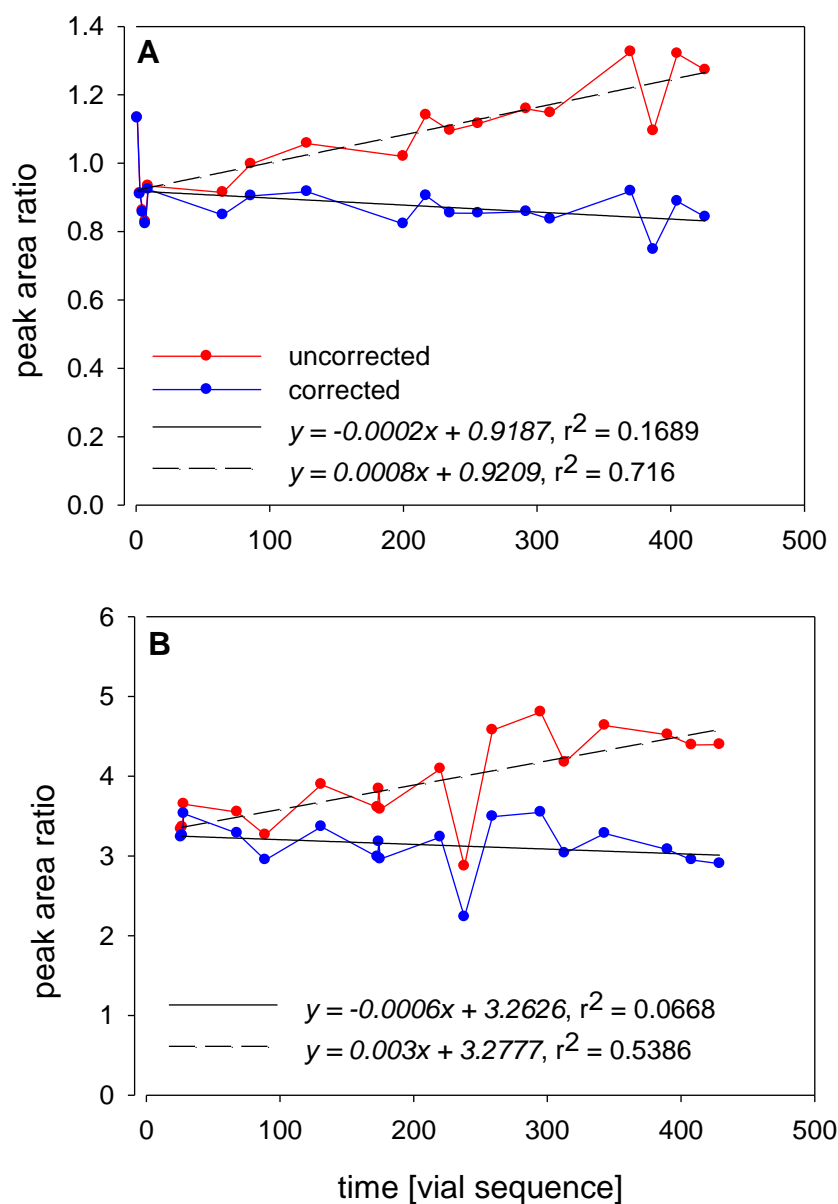 1.4
A
1.2
1.0
0.8
0.6
0.4
0.2
0.0
peak area ratio
uncorrected
corrected
y = -0.0002x + 0.9187, r2 = 0.1689
y = 0.0008x + 0.9209, r2 = 0.716
0 100 200 300 400 500
6
B
5
4
3
2
1
0
peak area ratio
y = -0.0006x + 3.2626, r2 = 0.0668
y = 0.003x + 3.2777, r2 = 0.5386
0 100 200 300 400 500
time [vial sequence]